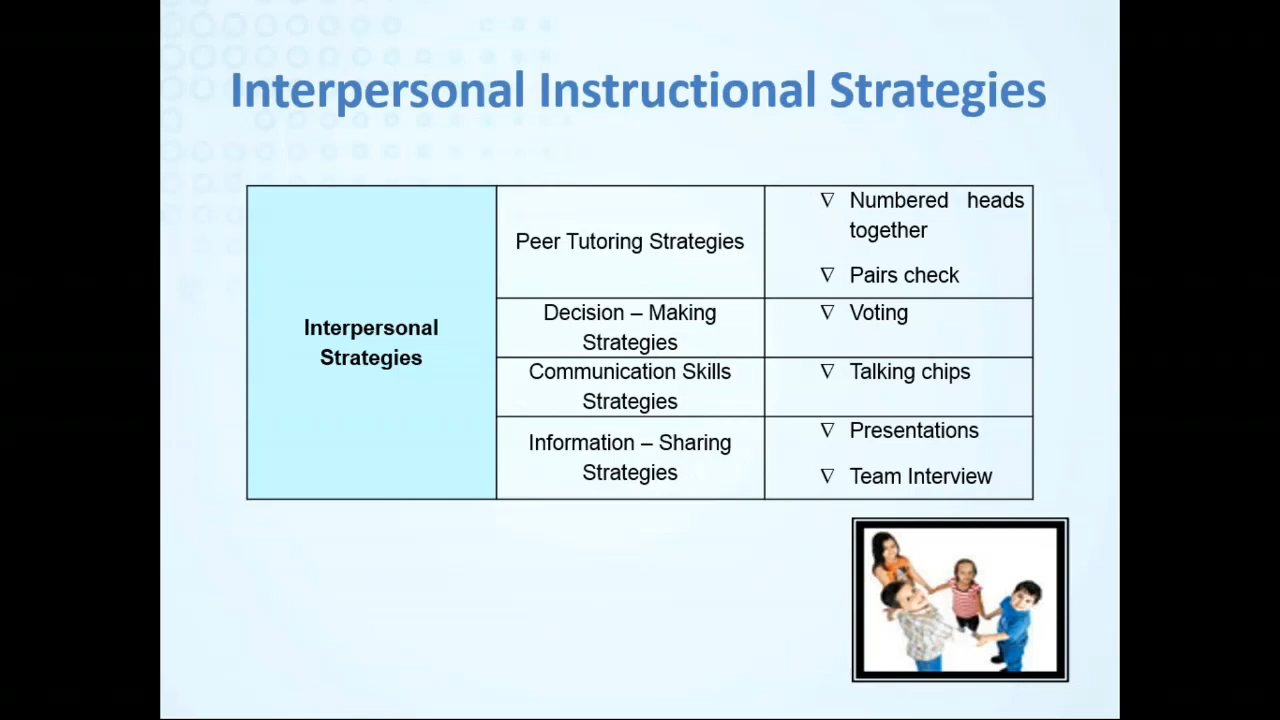 Interpersonal Instructional Strategies
Interpersonal
Strategies
Peer Tutoring Strategies
∇ Numbered heads
together
∇ Pairs check
Decision – Making
Strategies
∇ Voting
Communication Skills
Strategies
∇ Talking chips
Information – Sharing
Strategies
∇ Presentations
∇ Team Interview